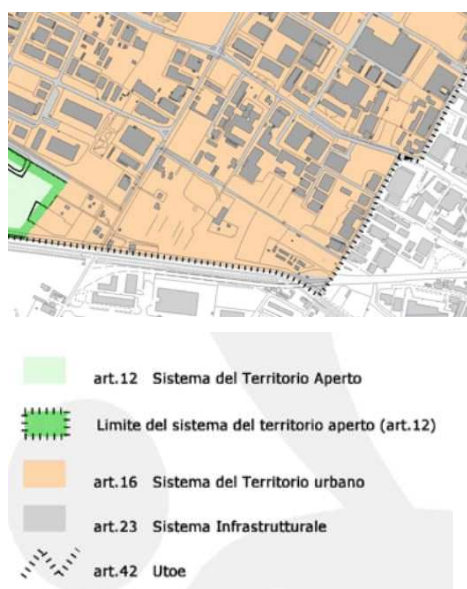 art.12 Sistema del Territorio Aperto
Limite del sistema del territorio aperto (art.12)
art.16 Sistema del Territorio urbano
art.23 Sistema Infrastrutturale
art.42 Utoe